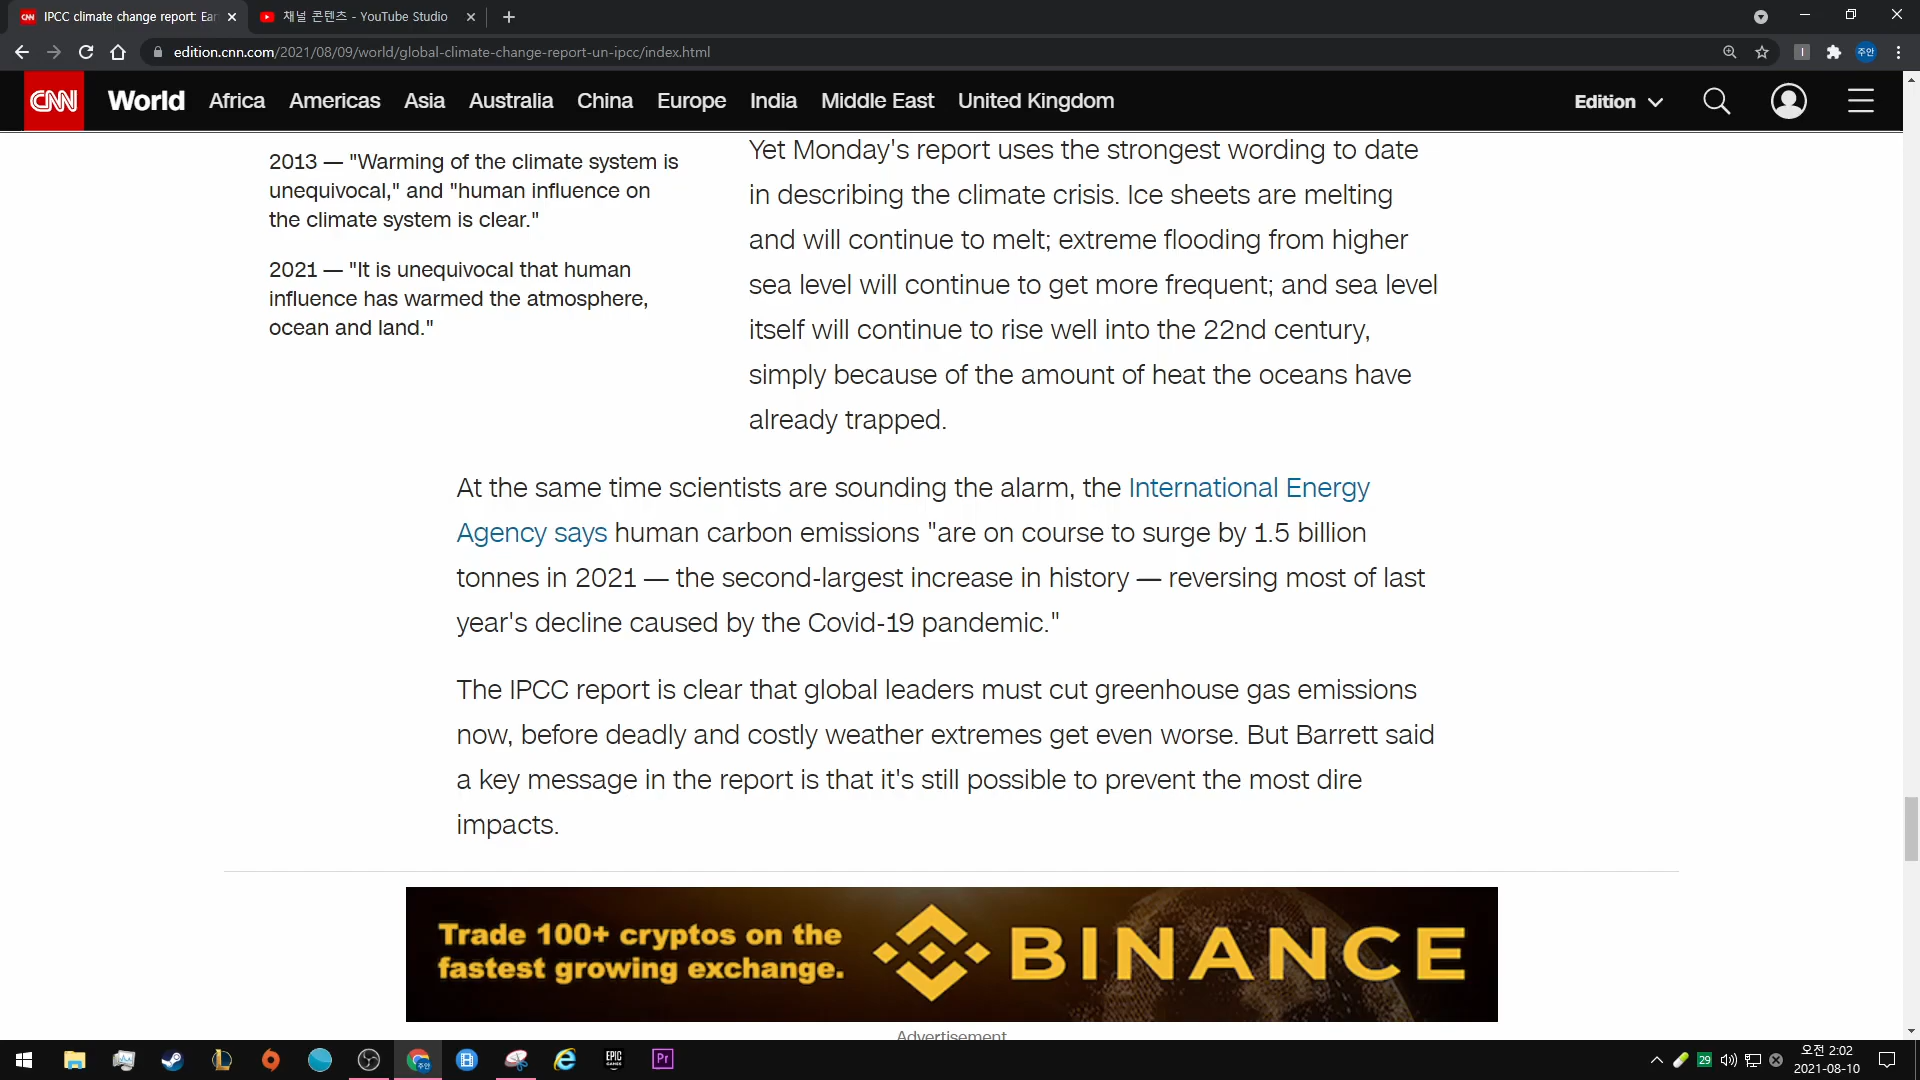 IPCC climate change report: Ear
채널 콘텐츠 - YouTube Studio
edition.cnn.com/2021/08/09/world/global-climate-change-report-un-ipcc/index.html
주안
CNN World Africa Americas Asia Australia China Europe India Middle East United Kingdom Edition
2013 — "Warming of the climate system is
unequivocal," and "human influence on
the climate system is clear."
2021 — "It is unequivocal that human
influence has warmed the atmosphere,
ocean and land."
Yet Monday's report uses the strongest wording to date
in describing the climate crisis. Ice sheets are melting
and will continue to melt; extreme flooding from higher
sea level will continue to get more frequent; and sea level
itself will continue to rise well into the 22nd century,
simply because of the amount of heat the oceans have
already trapped.
At the same time scientists are sounding the alarm, the International Energy
Agency says human carbon emissions "are on course to surge by 1.5 billion
tonnes in 2021 — the second-largest increase in history — reversing most of last
year's decline caused by the Covid-19 pandemic."
The IPCC report is clear that global leaders must cut greenhouse gas emissions
now, before deadly and costly weather extremes get even worse. But Barrett said
a key message in the report is that it's still possible to prevent the most dire
impacts.
Trade 100+ cryptos on the
fastest growing exchange.
BINANCE
Advertisement
EPIC GAMES
Pr
29
오전 2:02
2021-08-10